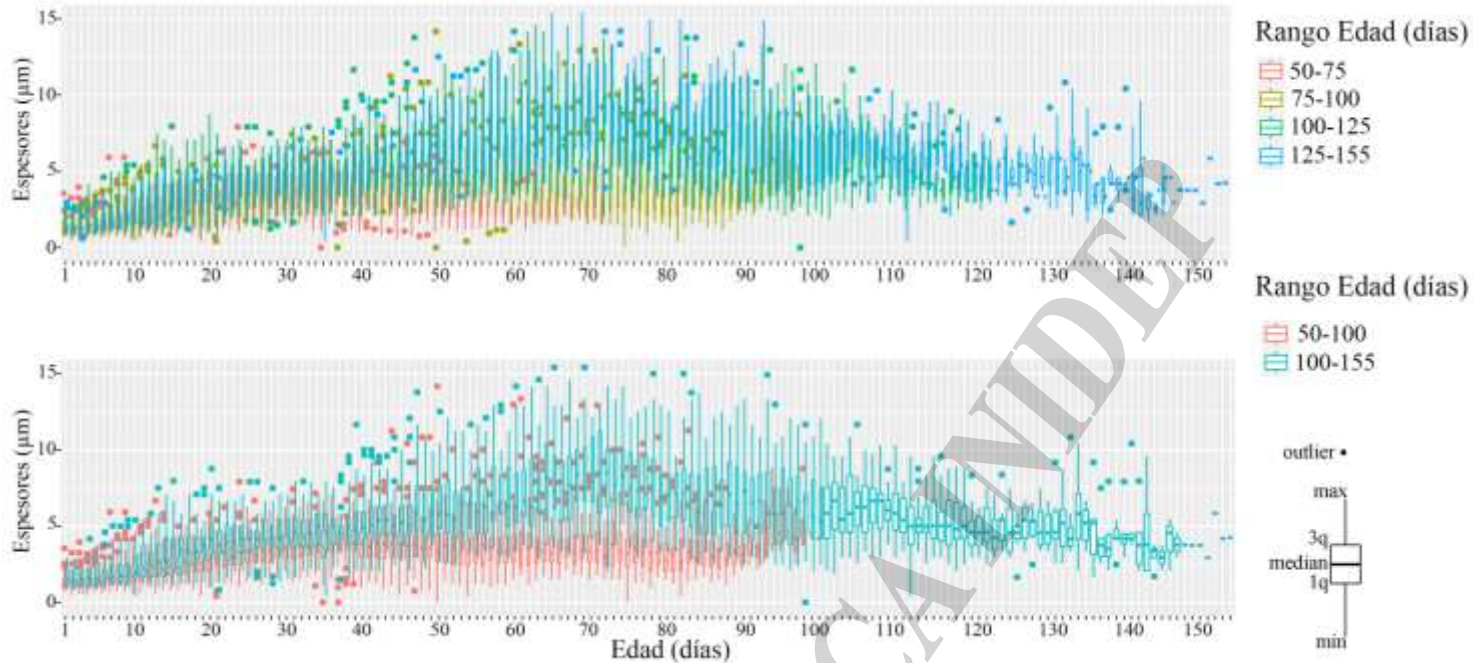 15
10
5
0
Espesores (µm)
1 10 20 30 40 50 60 70 80 90 100 110 120 130 140 150
Rango Edad (días)
50-75
75-100
100-125
125-155
15
10
5
0
Espesores (µm)
1 10 20 30 40 50 60 70 80 90 100 110 120 130 140 150
Edad (días)
Rango Edad (días)
50-100
100-155
outlier
max
3q
median
1q
min
CA INIDEP